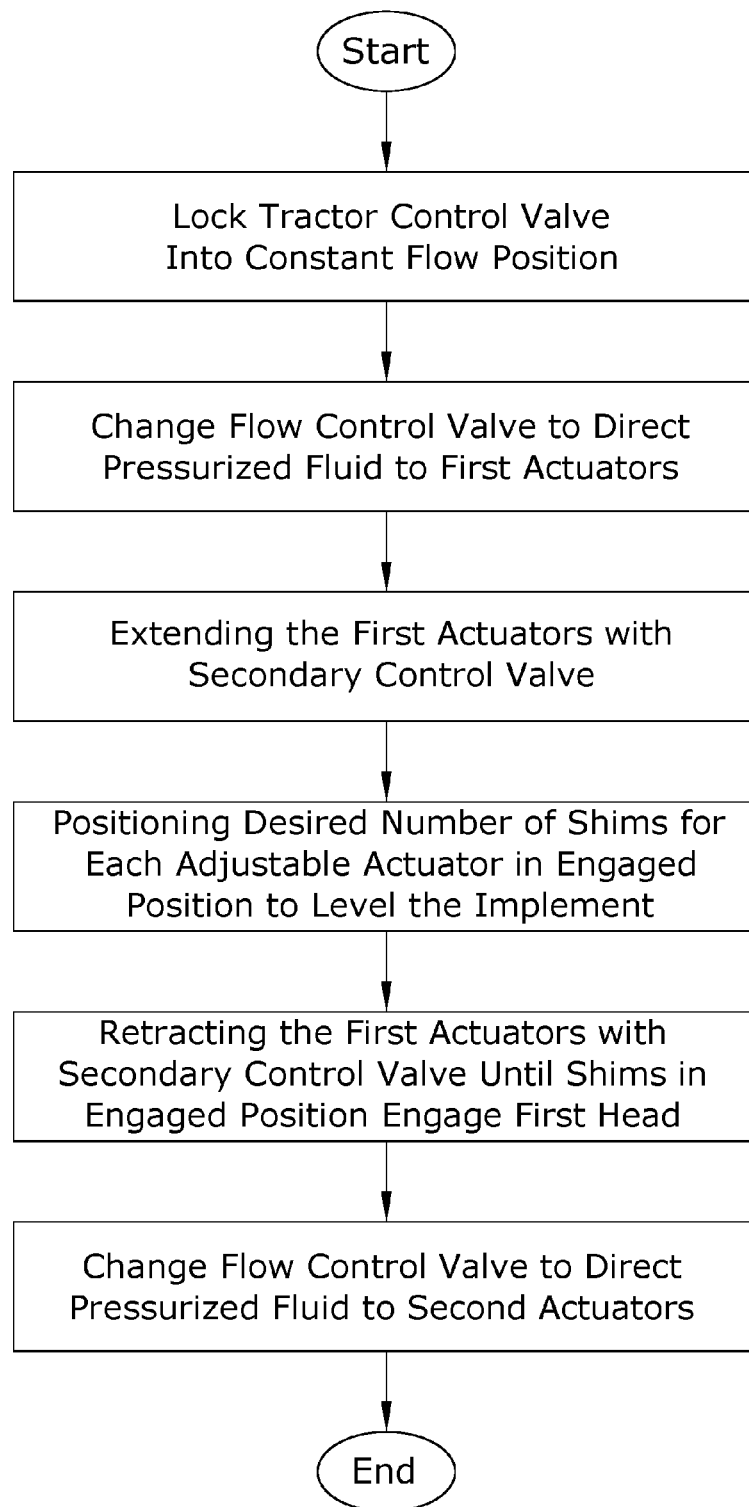 Start
Lock Tractor Control Valve
Into Constant Flow Position
Change Flow Control Valve to Direct
Pressurized Fluid to First Actuators
Extending the First Actuators with
Secondary Control Valve
Positioning Desired Number of Shims for
Each Adjustable Actuator in Engaged
Position to Level the Implement
Retracting the First Actuators with
Secondary Control Valve Until Shims in
Engaged Position Engage First Head
Change Flow Control Valve to Direct
Pressurized Fluid to Second Actuators
End